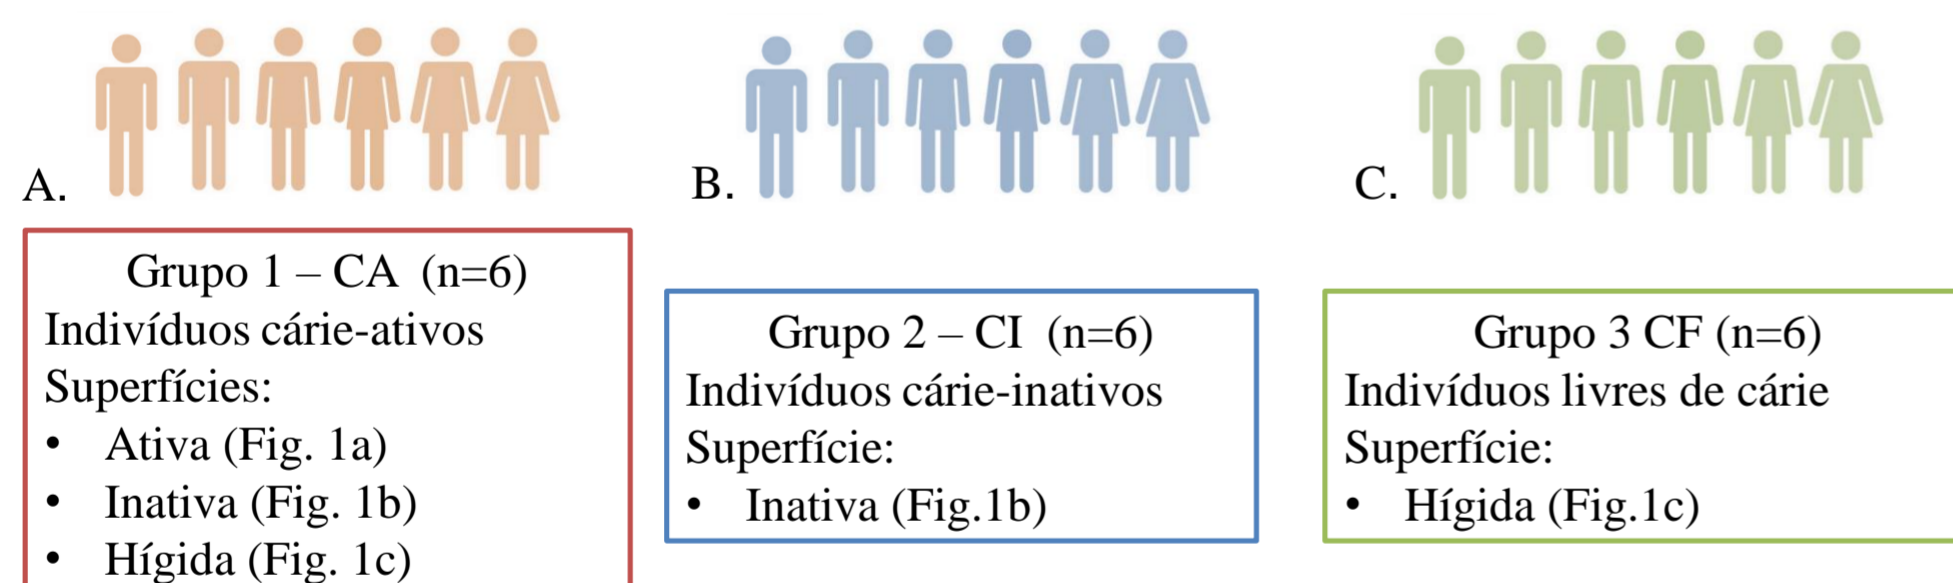 A.
Grupo 1 – CA (n=6)
Indivíduos cárie-ativos
Superfícies:
• Ativa (Fig. 1a)
• Inativa (Fig. 1b)
• Hígida (Fig. 1c)
B.
Grupo 2 – CI (n=6)
Indivíduos cárie-inativos
Superfície:
• Inativa (Fig.1b)
C.
Grupo 3 CF (n=6)
Indivíduos livres de cárie
Superfície:
• Hígida (Fig.1c)